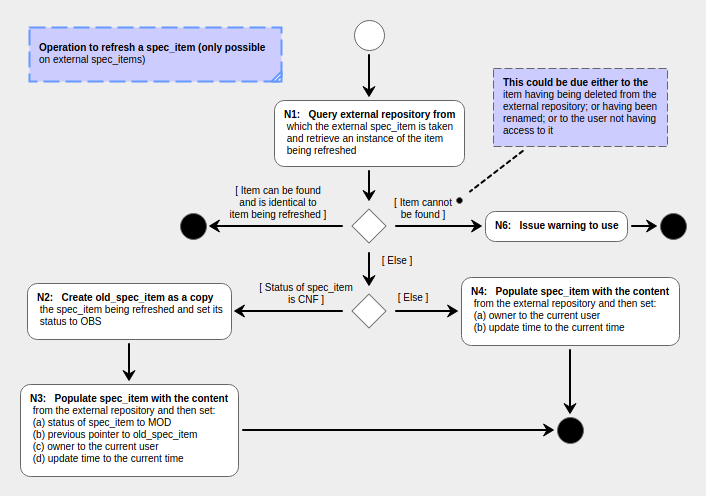 Operation to refresh a spec_item (only possible
on external spec_items)
This could be due either to the
item having being deleted from the
external repository; or having been
renamed; or to the user not having
access to it
N1: Query external repository from
which the external spec_item is taken
and retrieve an instance of the item
being refreshed
[ Item can be found
and is identical to
item being refreshed ]
[ Item cannot
be found ]
N6: Issue warning to use
[ Else ]
[ Status of spec_item
is CNF ]
[ Else ]
N2: Create old_spec_item as a copy
the spec_item being refreshed and set its
status to OBS
N4: Populate spec_item with the content
from the external repository and then set:
(a) owner to the current user
(b) update time to the current time
N3: Populate spec_item with the content
from the external repository and then set:
(a) status of spec_item to MOD
(b) previous pointer to old_spec_item
(c) owner to the current user
(d) update time to the current time